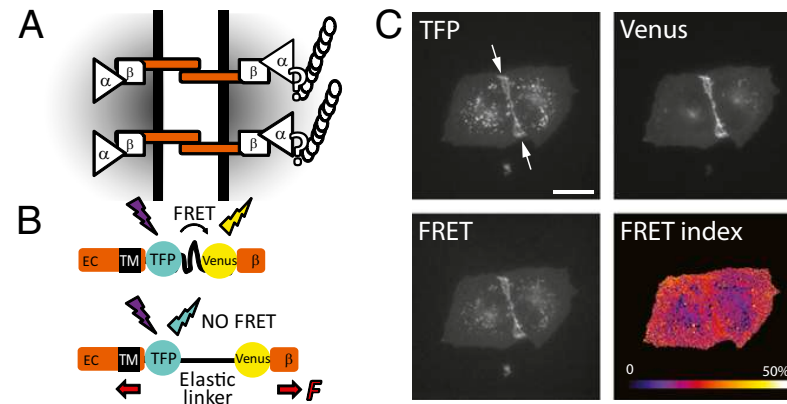 A
α β β α ?
α β β α ?
B
FRET
EC TM TFP Venus β
NO FRET
EC TM TFP Venus β
Elastic
linker
F
C
TFP
Venus
FRET
FRET index
0 50%